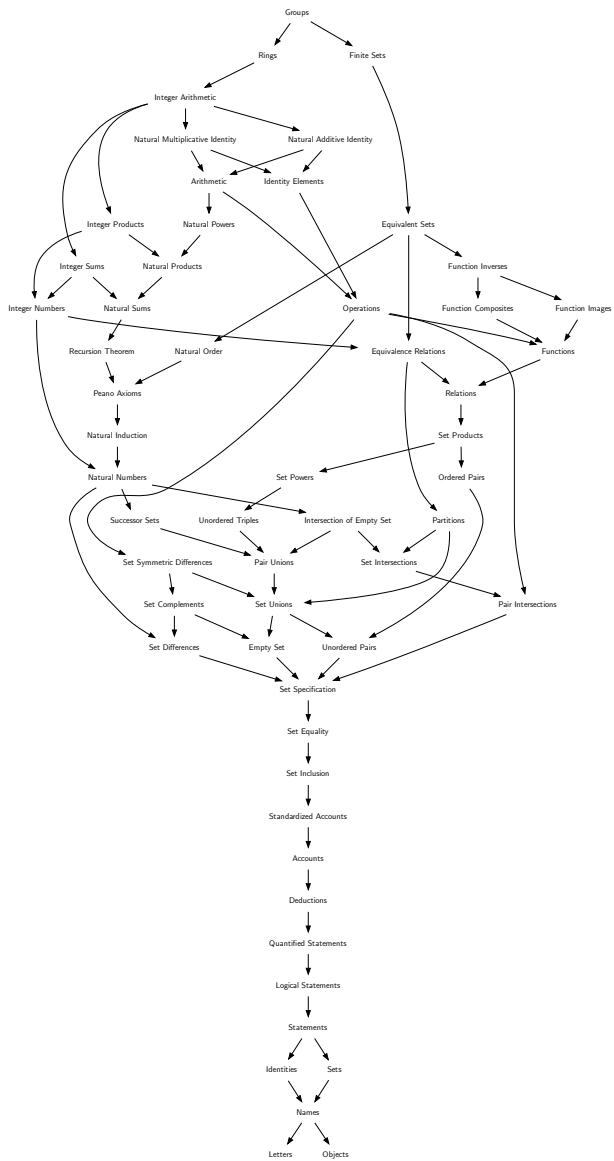 Groups
Rings
Finite Sets
Integer Arithmetic
Natural Multiplicative Identity
Natural Additive Identity
Arithmetic
Identity Elements
Integer Products
Natural Powers
Equivalent Sets
Integer Sums
Natural Products
Function Inverses
Integer Numbers
Natural Sums
Operations
Function Composites
Function Images
Recursion Theorem
Natural Order
Equivalence Relations
Functions
Peano Axioms
Relations
Natural Induction
Set Products
Natural Numbers
Set Powers
Ordered Pairs
Successor Sets
Unordered Triples
Intersection of Empty Set
Partitions
Set Symmetric Differences
Pair Unions
Set Intersections
Set Complements
Set Unions
Pair Intersections
Set Differences
Empty Set
Unordered Pairs
Set Specification
Set Equality
Set Inclusion
Standardized Accounts
Accounts
Deductions
Quantified Statements
Logical Statements
Statements
Identities
Sets
Names
Letters
Objects